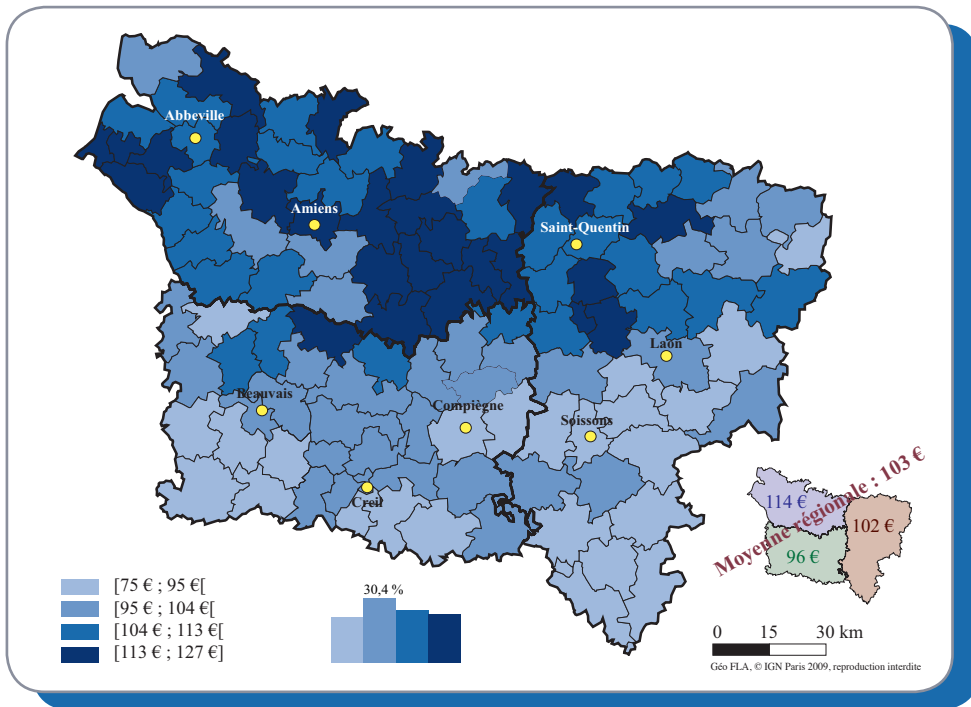 Abbeville
Amiens
Saint-Quentin
Laon
Beauvais
Compiègne
Soissons
Creil
Moyenne régionale : 103 €
114 €
102 €
96 €
[75 € ; 95 €[
[95 € ; 104 €[
[104 € ; 113 €[
[113 € ; 127 €]
30,4 %
0 15 30 km
Géo FLA, © IGN Paris 2009, reproduction interdite